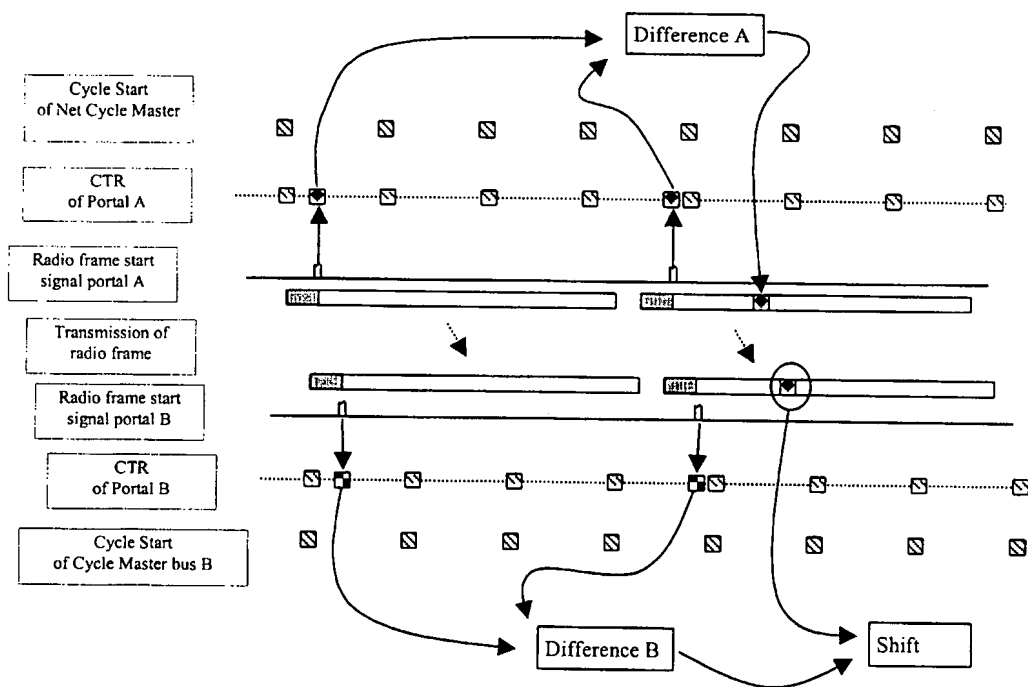 Difference A
Cycle Start
of Net Cycle Master
CTR
of Portal A
Radio frame start
signal portal A
Transmission of
radio frame
Radio frame start
signal portal B
CTR
of Portal B
Cycle Start
of Cycle Master bus B
Difference B
Shift